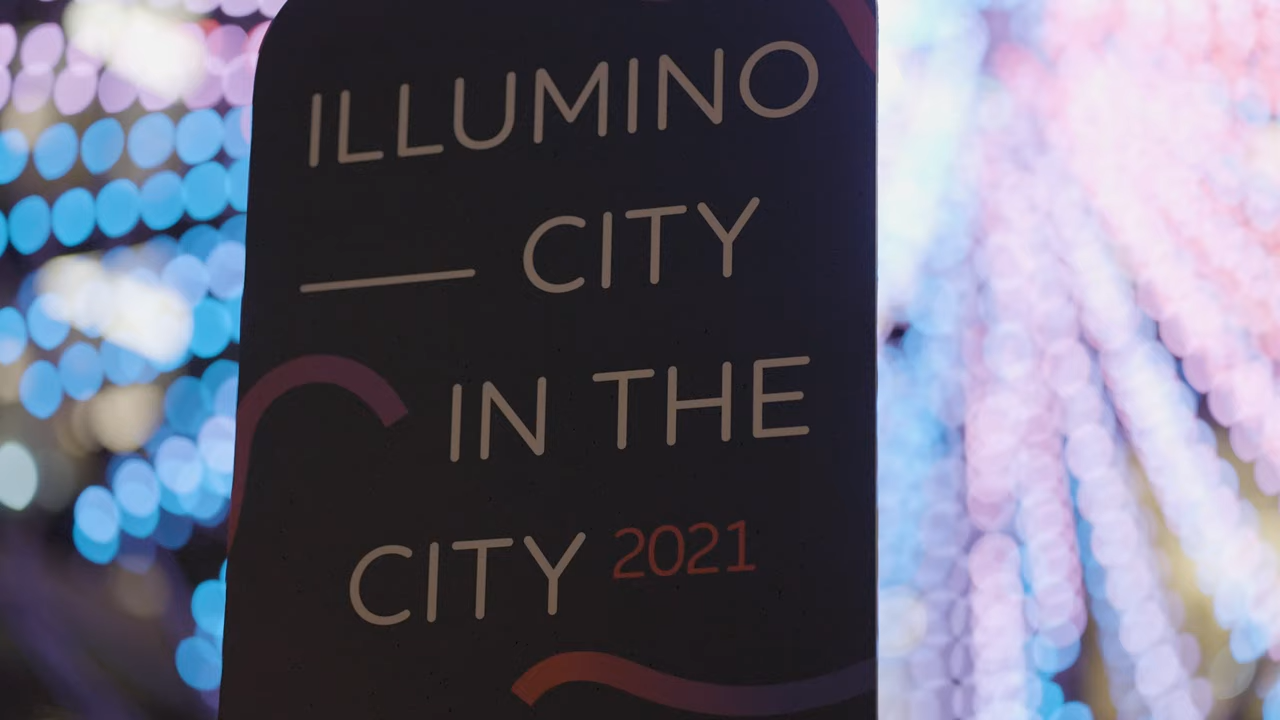 ILLUMINO
— CITY
IN THE
CITY 2021